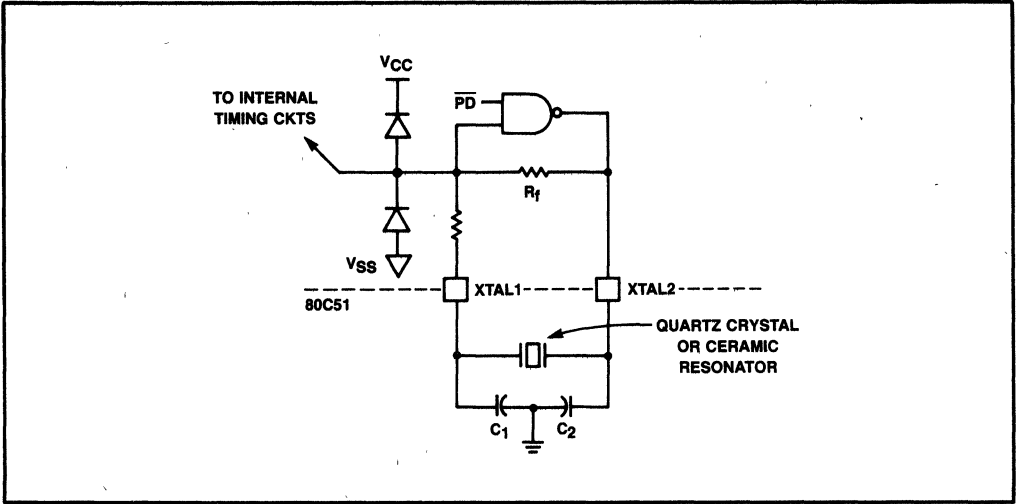 VCC
TO INTERNAL
TIMING CKTS
PD
Rf
VSS
XTAL1
XTAL2
80C51
QUARTZ CRYSTAL
OR CERAMIC
RESONATOR
C1
C2